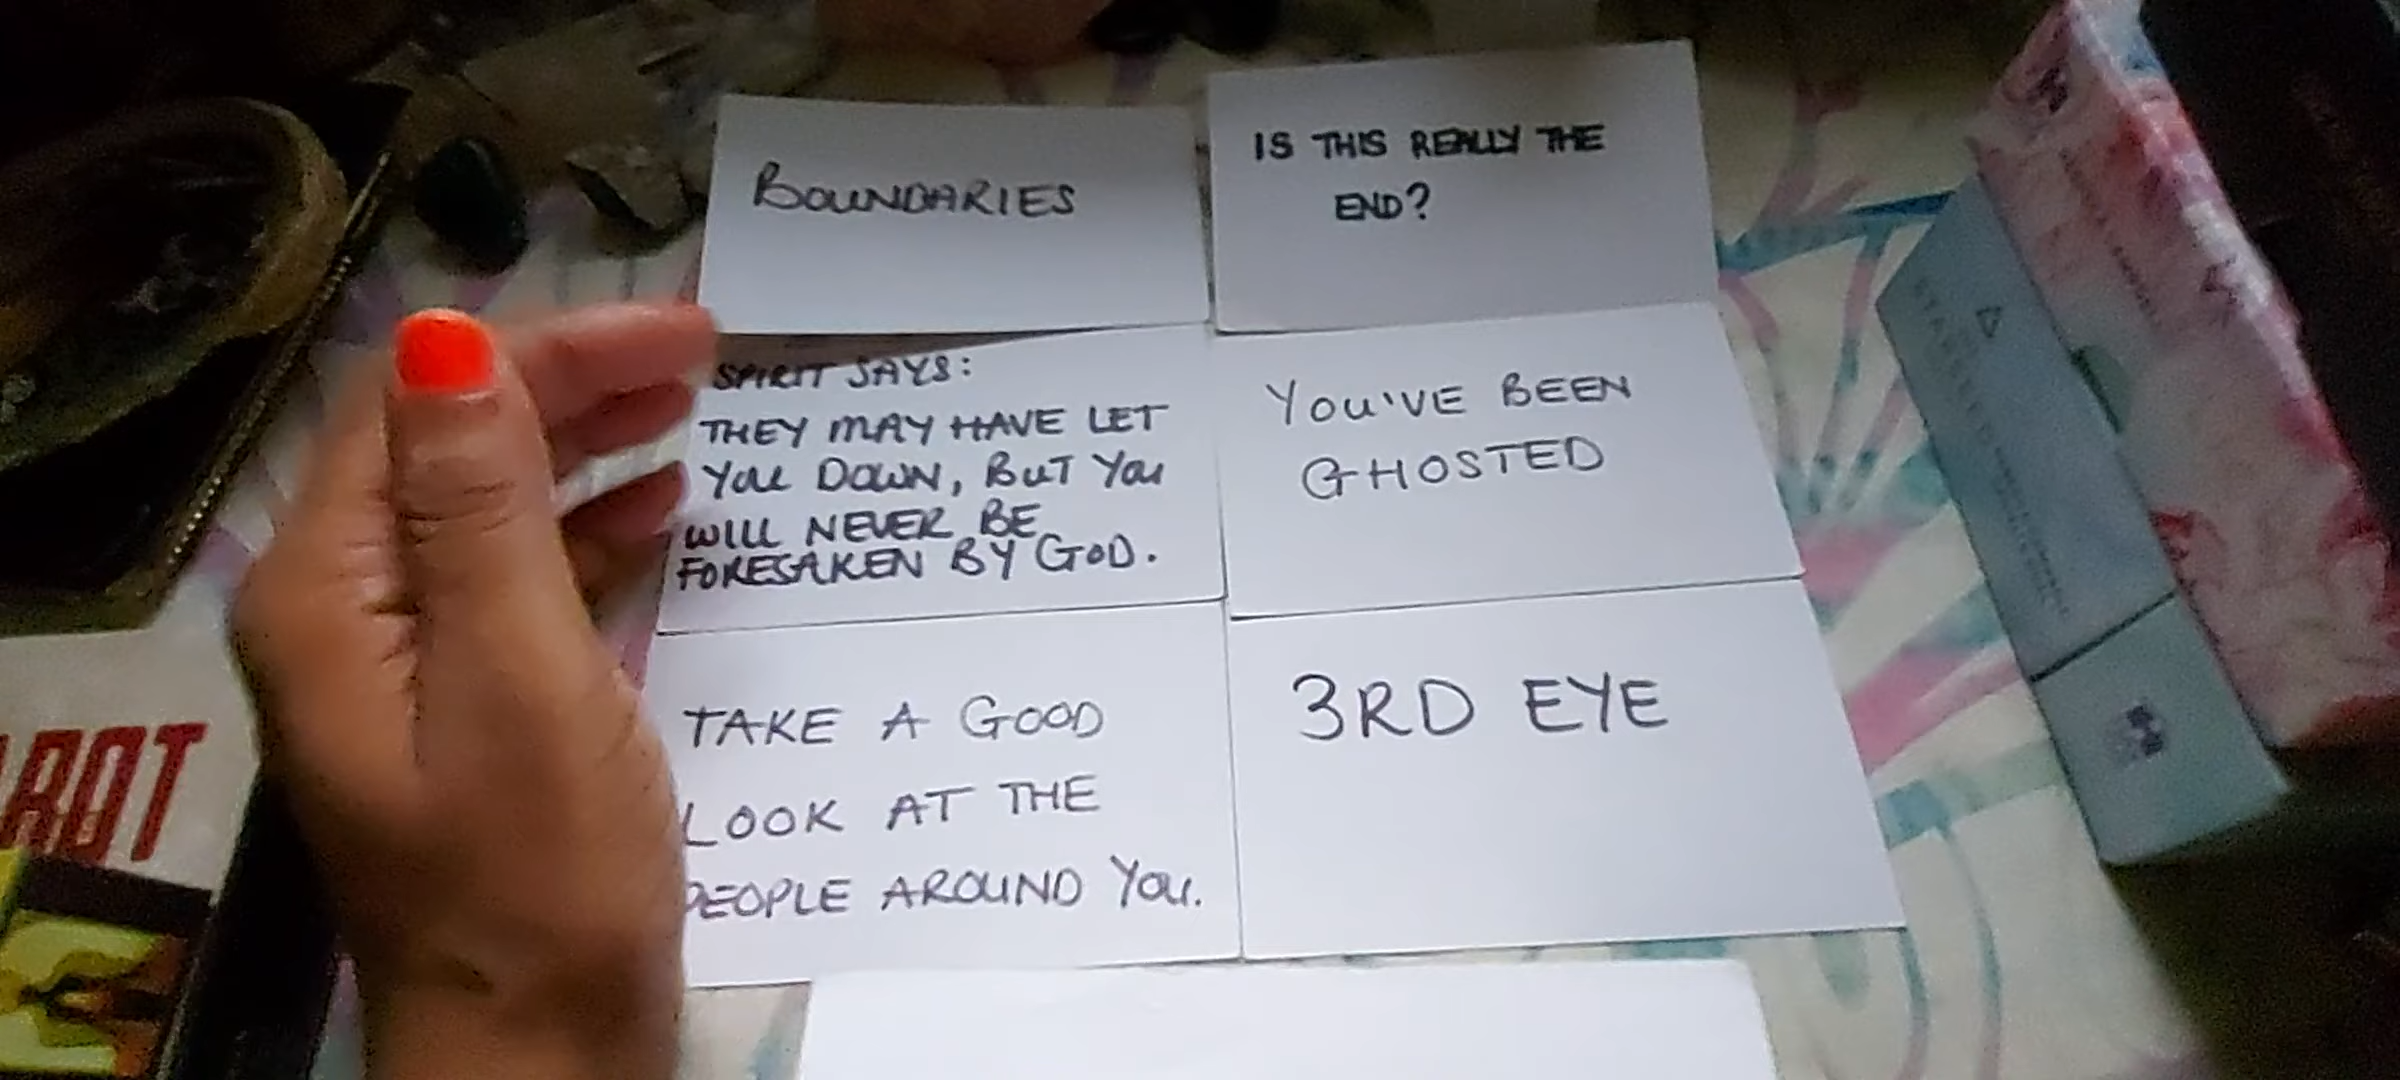 BOUNDARIES
IS THIS REALLY THE
END?
SPIRIT SAYS:
THEY MAY HAVE LET
YOU DOWN, BUT YOU
WILL NEVER BE
FORESAKEN BY GOD.
YOU'VE BEEN
GHOSTED
TAKE A GOOD
LOOK AT THE
PEOPLE AROUND YOU.
3RD EYE